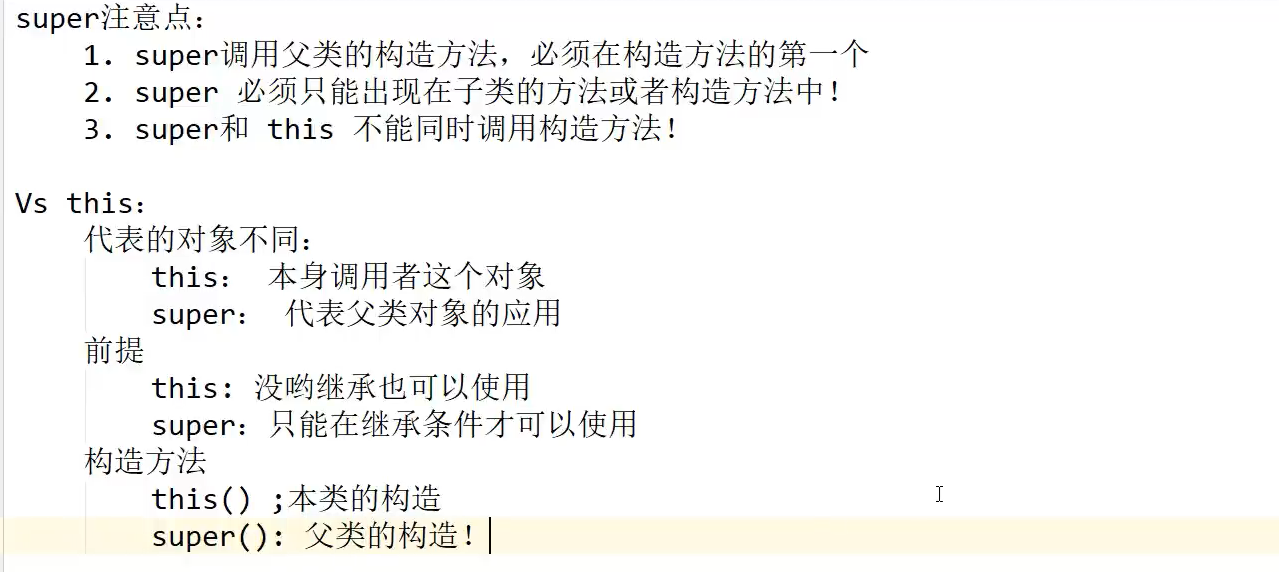 super注意点：
1. super调用父类的构造方法，必须在构造方法的第一个
2. super 必须只能出现在子类的方法或者构造方法中！
3. super和 this 不能同时调用构造方法！
Vs this：
代表的对象不同：
this： 本身调用者这个对象
super： 代表父类对象的应用
前提
this: 没哟继承也可以使用
super：只能在继承条件才可以使用
构造方法
this() ;本类的构造
super(): 父类的构造！